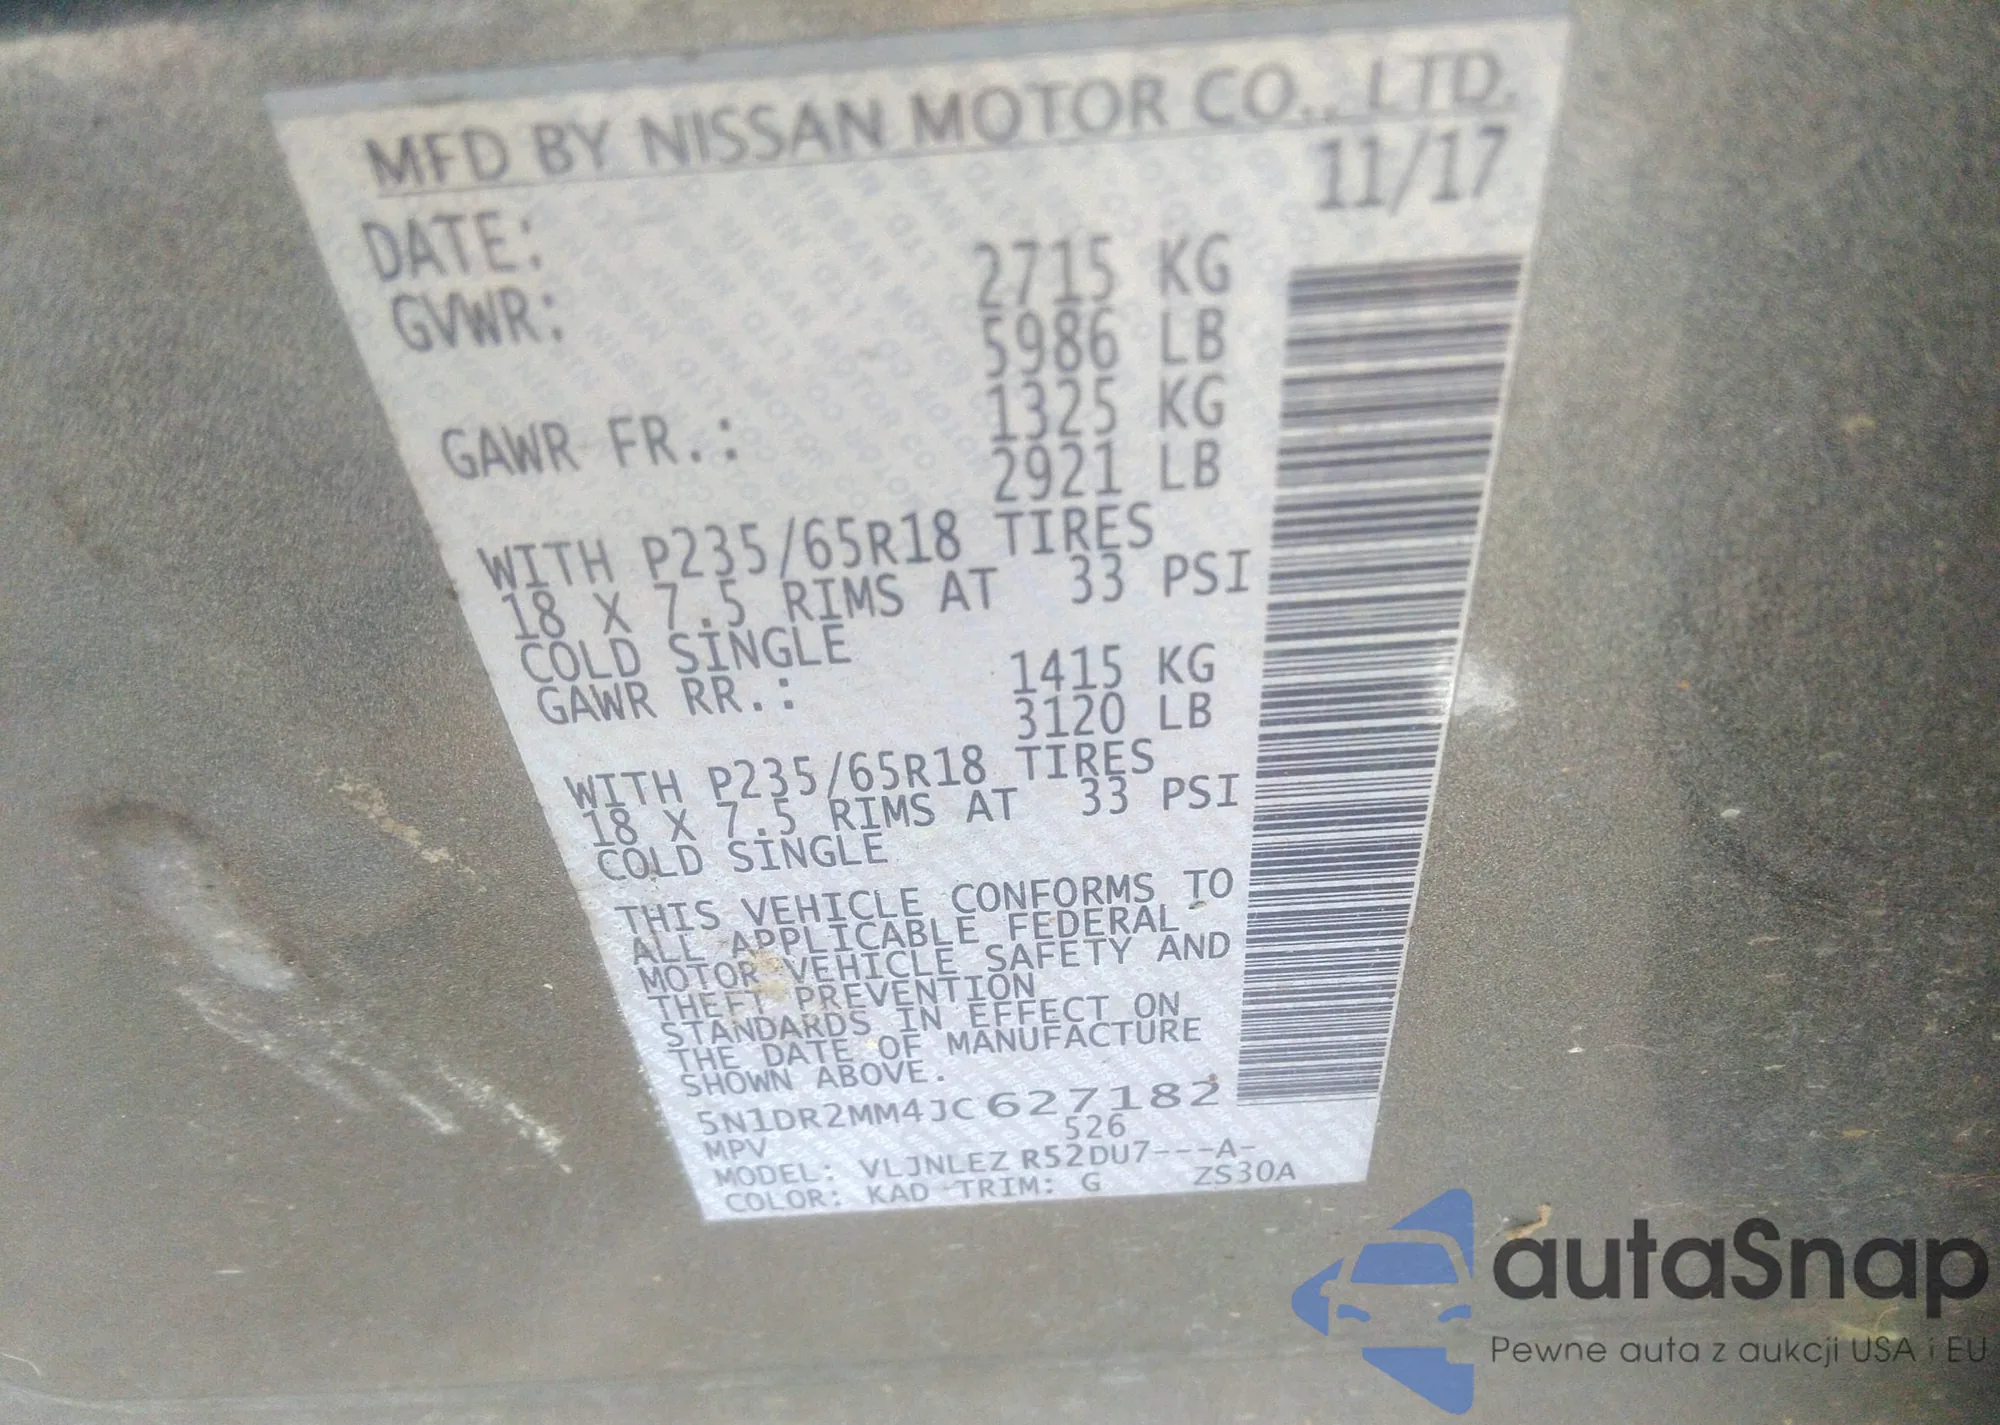 MFD BY NISSAN MOTOR CO., LTD.
DATE: 11/17
GVWR: 2715 KG
5986 LB
GAWR FR.: 1325 KG
2921 LB
WITH P235/65R18 TIRES
18 X 7.5 RIMS AT 33 PSI
COLD SINGLE
GAWR RR.: 1415 KG
3120 LB
WITH P235/65R18 TIRES
18 X 7.5 RIMS AT 33 PSI
COLD SINGLE
THIS VEHICLE CONFORMS TO
ALL APPLICABLE FEDERAL
MOTOR VEHICLE SAFETY AND
THEFT PREVENTION
STANDARDS IN EFFECT ON
THE DATE OF MANUFACTURE
SHOWN ABOVE.
5N1DR2MM4JC627182
MPV 526
MODEL: VLJNLEZ R52DU7---A-
COLOR: KAD TRIM: G ZS30A
autaSnap
Pewne auta z aukcji USA i EU